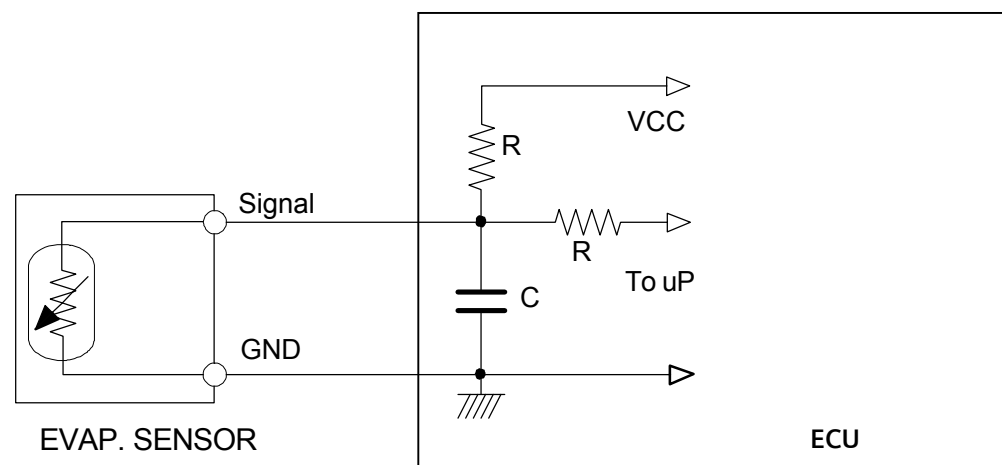 VCC
R
Signal
R
To uP
C
GND
EVAP. SENSOR
ECU